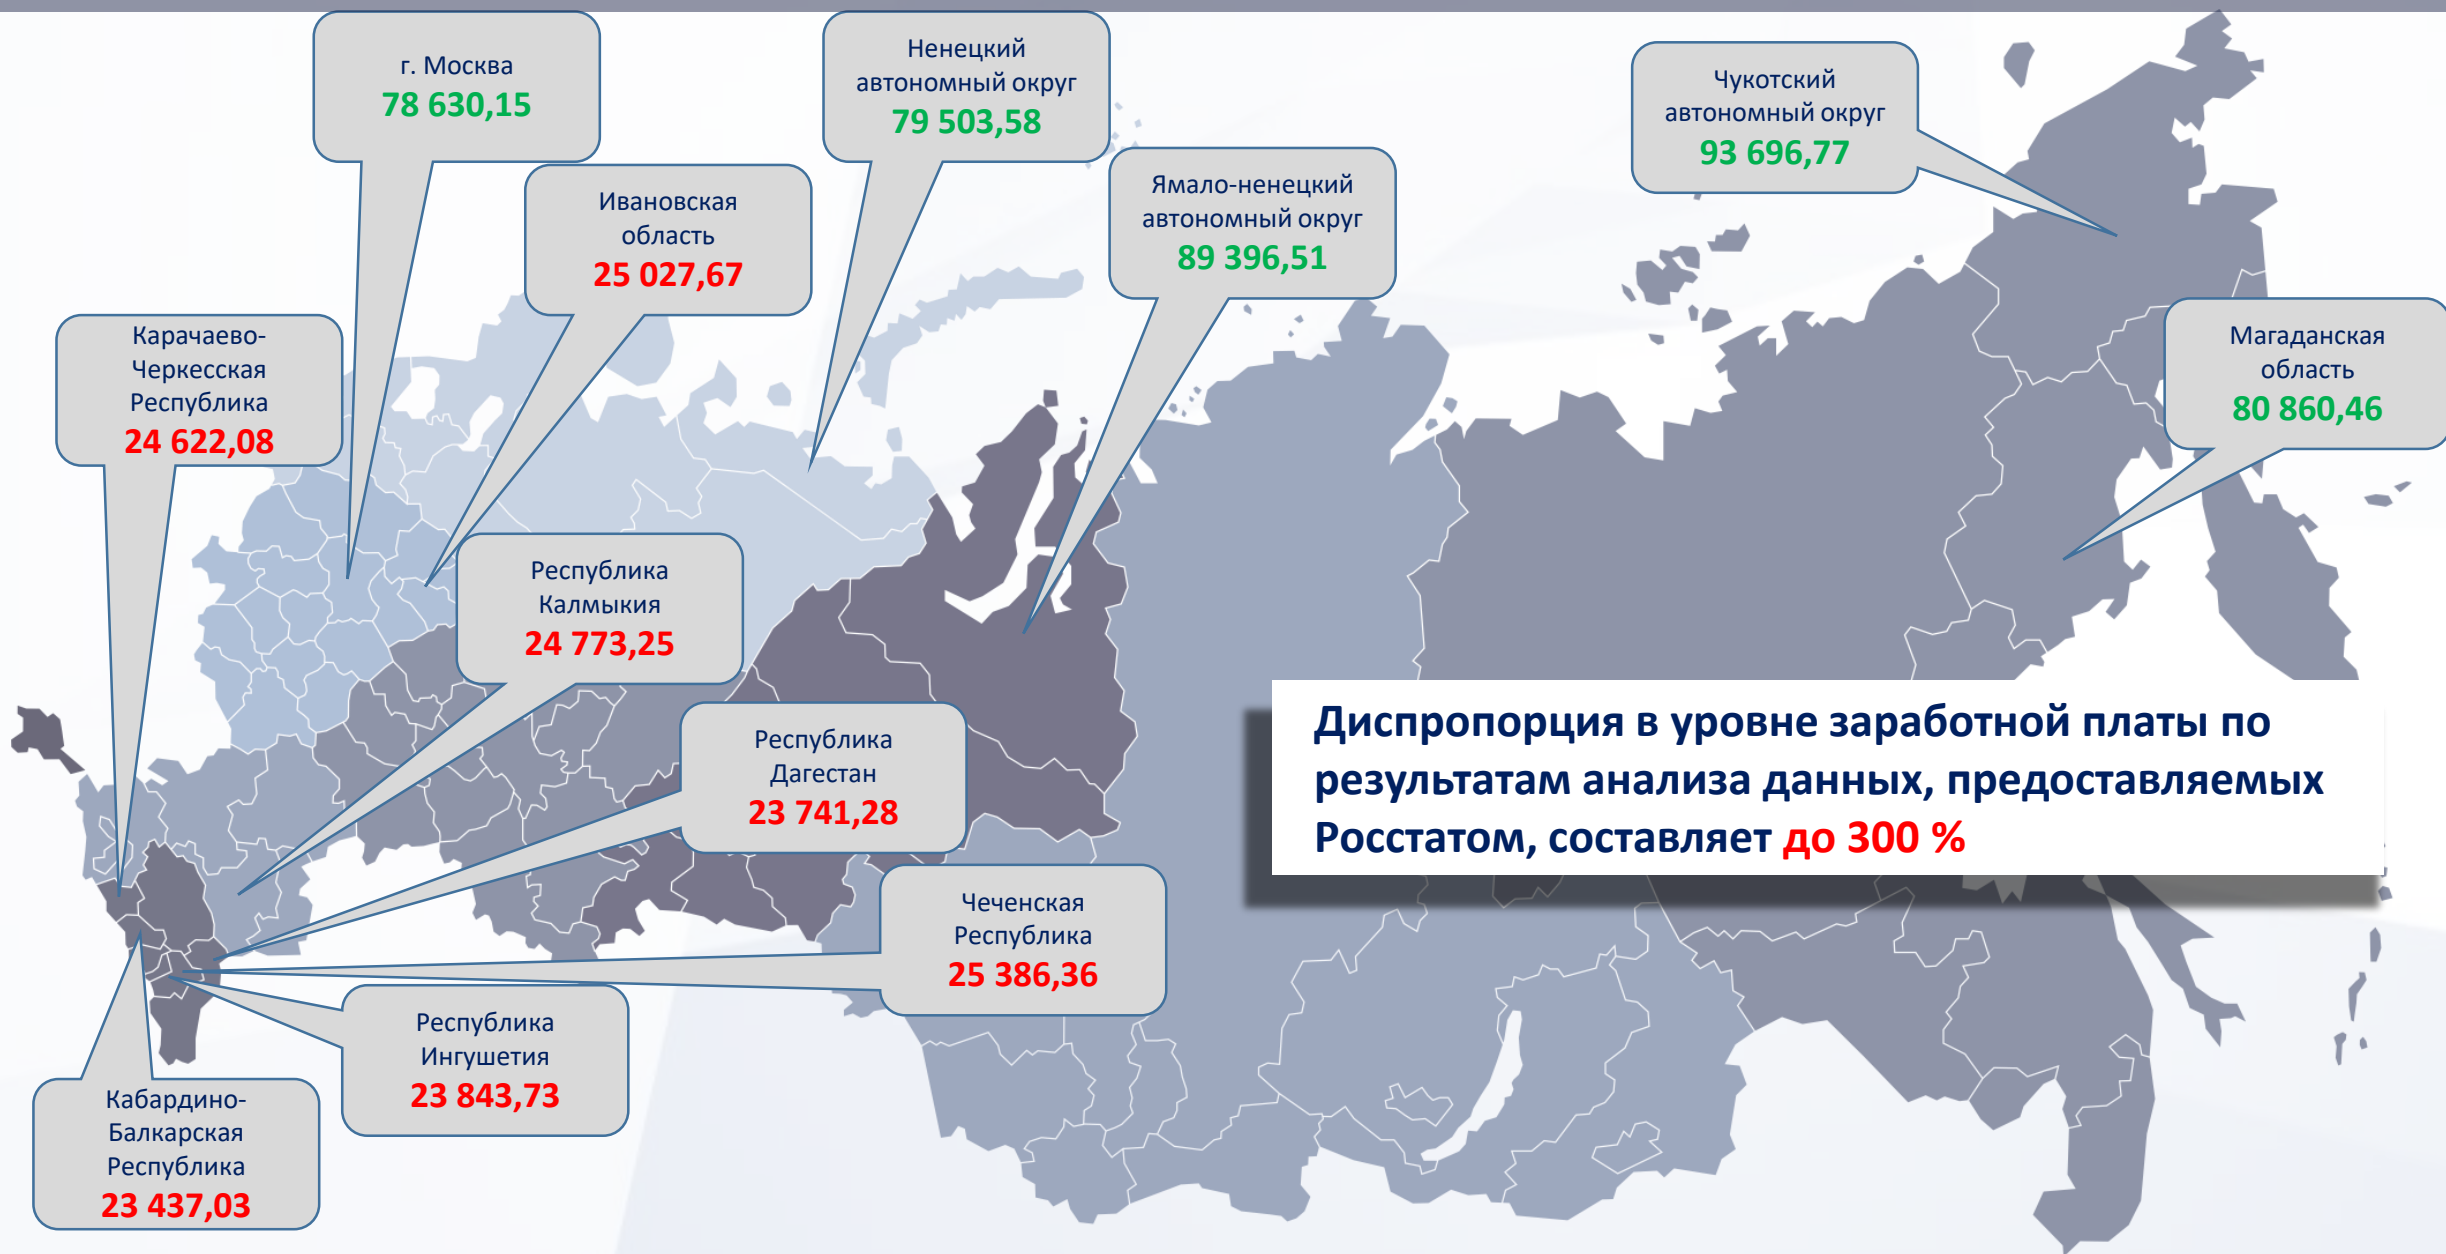 г. Москва
78 630,15
Ненецкий
автономный округ
79 503,58
Чукотский
автономный округ
93 696,77
Ивановская
область
25 027,67
Ямало-ненецкий
автономный округ
89 396,51
Карачаево-
Черкесская
Республика
24 622,08
Магаданская
область
80 860,46
Республика
Калмыкия
24 773,25
Республика
Дагестан
23 741,28
Диспропорция в уровне заработной платы по
результатам анализа данных, предоставляемых
Росстатом, составляет до 300 %
Чеченская
Республика
25 386,36
Республика
Ингушетия
23 843,73
Кабардино-
Балкарская
Республика
23 437,03